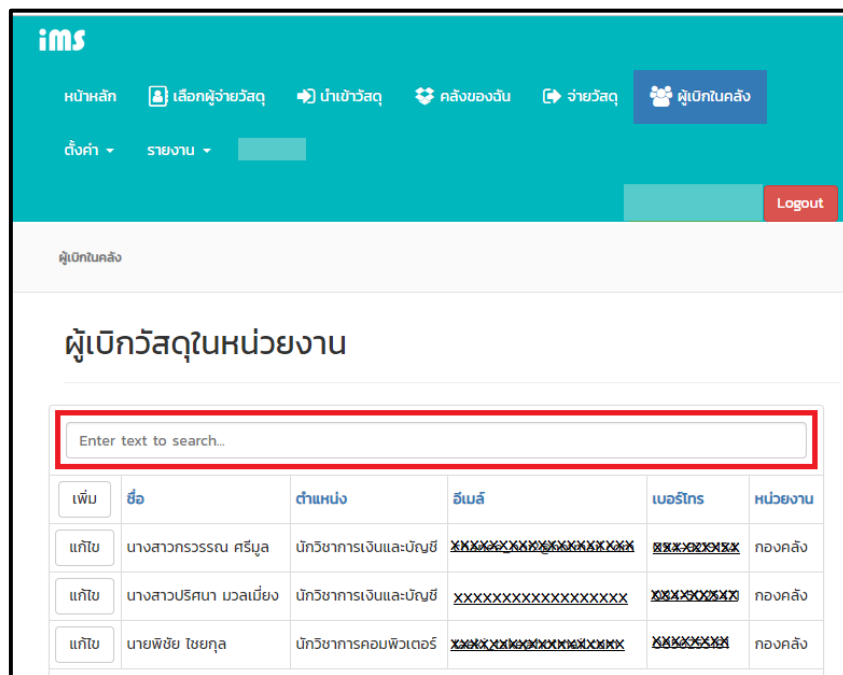 iMS
หน้าหลัก เลือกผู้จ่ายวัสดุ นำเข้าวัสดุ คลังของฉัน จ่ายวัสดุ ผู้เบิกในคลัง
ตั้งค่า รายงาน
Logout
ผู้เบิกในคลัง
ผู้เบิกวัสดุในหน่วยงาน
Enter text to search...
เพิ่ม ชื่อ ตำแหน่ง อีเมล์ เบอร์โทร หน่วยงาน
แก้ไข นางสาวกรวรรณ ศรีมูล นักวิชาการเงินและบัญชี กองคลัง
แก้ไข นางสาวปริศนา มวลเมี่ยง นักวิชาการเงินและบัญชี XXXXXXXXXXXXXXXXXX กองคลัง
แก้ไข นายพิชัย ไชยกุล นักวิชาการคอมพิวเตอร์ กองคลัง